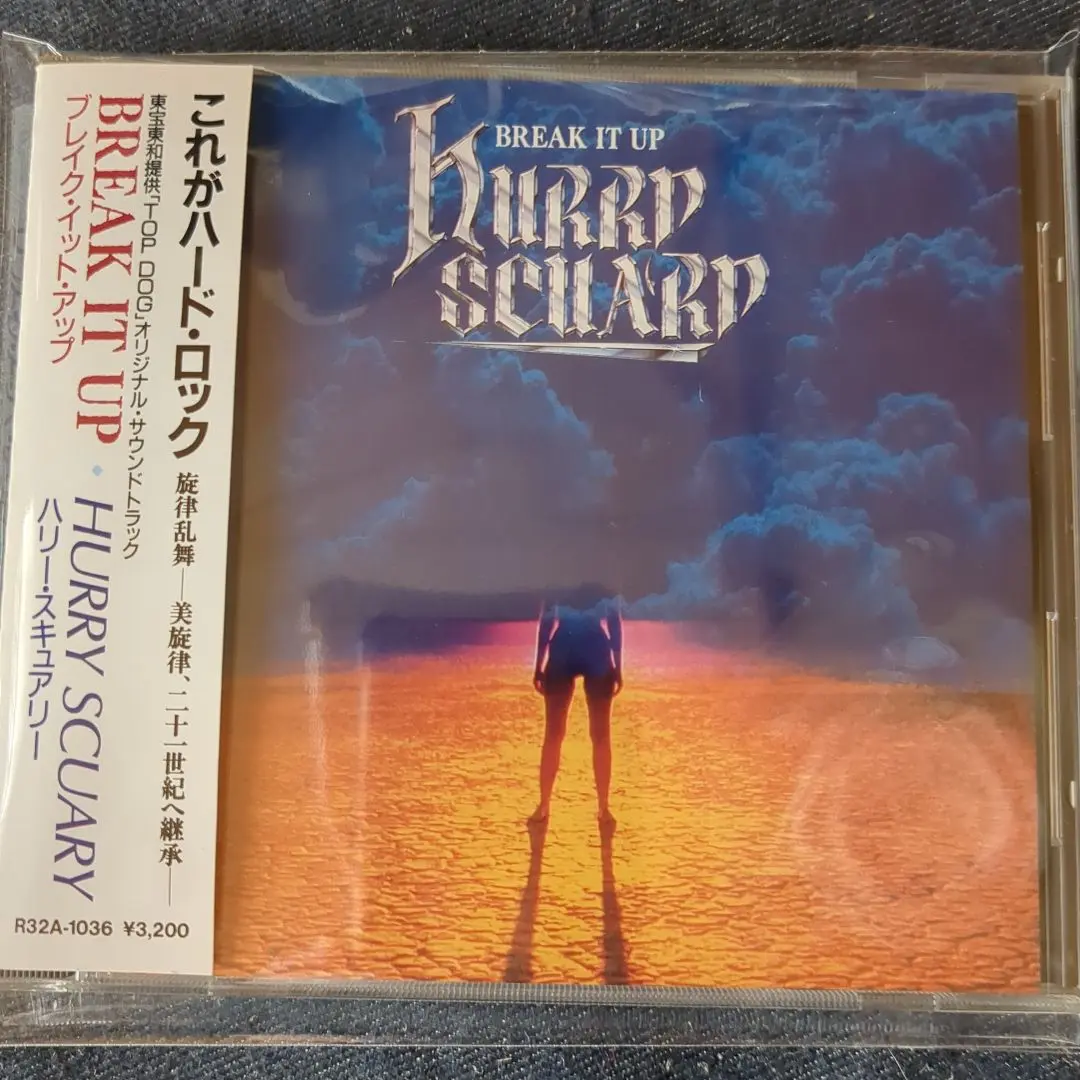 これがハード・ロック 旋律乱舞──美旋律、二十一世紀へ継承──
東宝東和提供「TOP DOG」オリジナル・サウンドトラック
BREAK IT UP・HURRY SCUARY
ブレイク・イット・アップ ハリー・スキュアリー
R32A-1036 ¥3,200
BREAK IT UP
HURRY
SCUARY